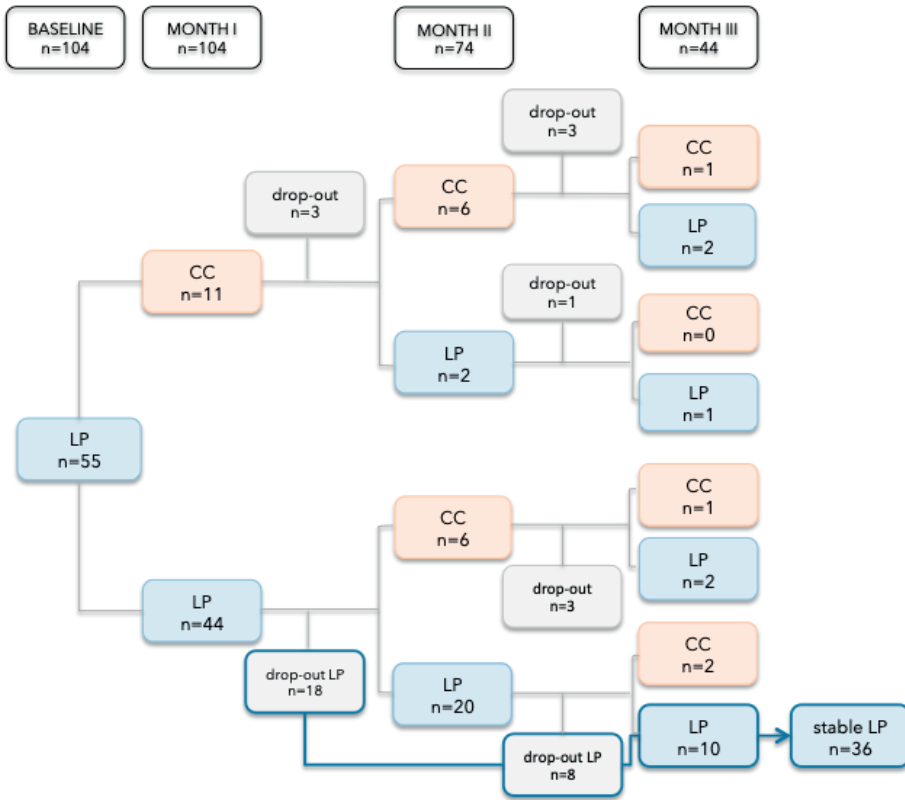 BASELINE
n=104
MONTH I
n=104
MONTH II
n=74
MONTH III
n=44
drop-out
n=3
CC
n=1
drop-out
n=3
CC
n=6
LP
n=2
CC
n=11
drop-out
n=1
CC
n=0
LP
n=2
LP
n=1
LP
n=55
CC
n=6
CC
n=1
LP
n=2
drop-out
n=3
LP
n=44
drop-out LP
n=18
LP
n=20
CC
n=2
LP
n=10
stable LP
n=36
drop-out LP
n=8